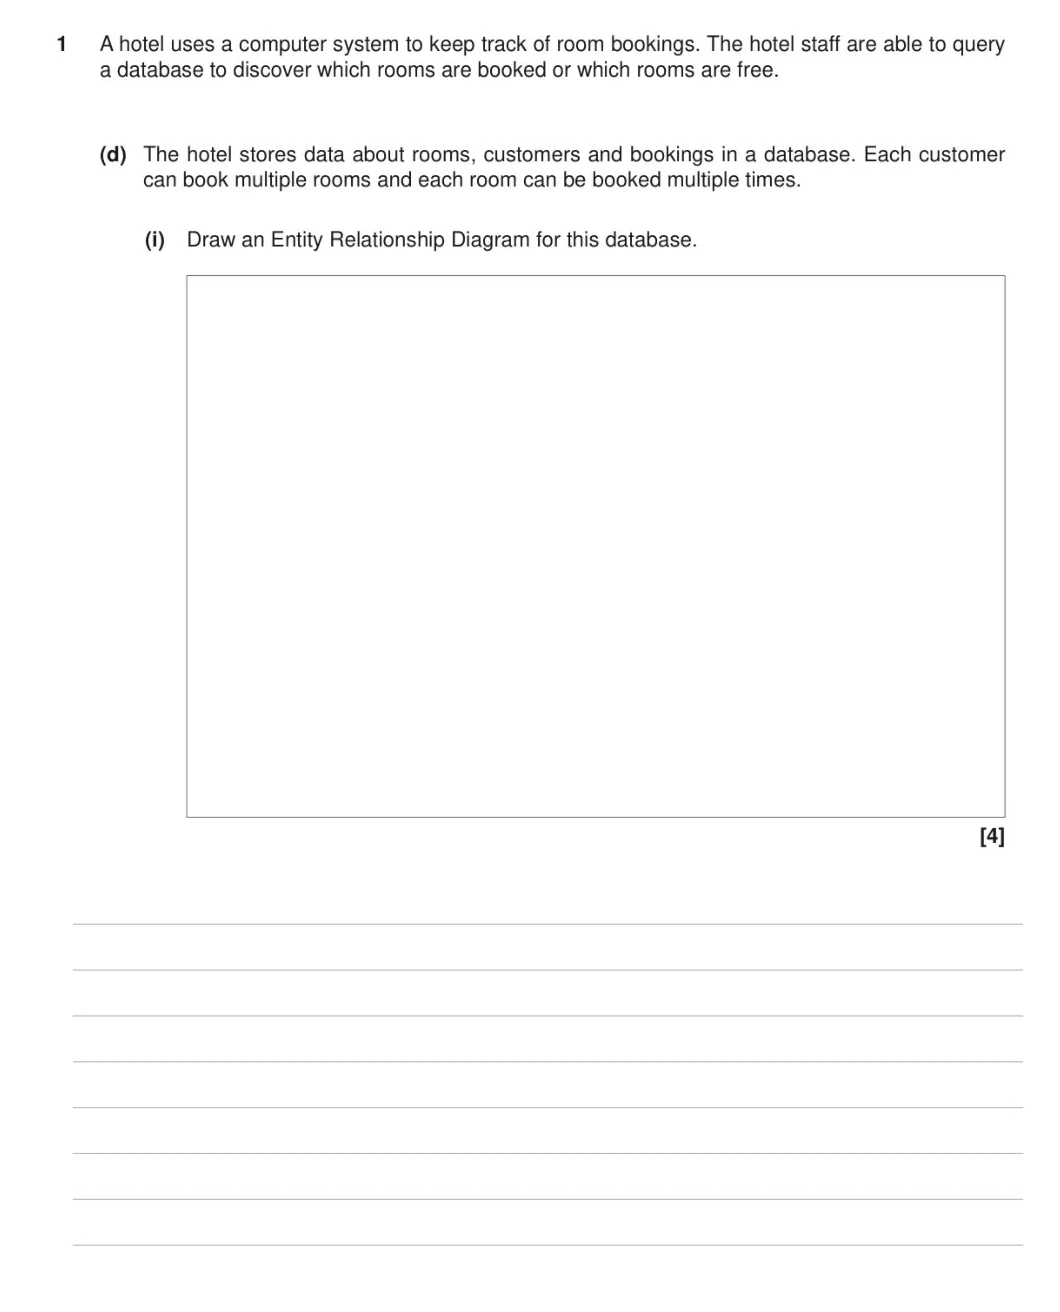 1 A hotel uses a computer system to keep track of room bookings. The hotel staff are able to query
a database to discover which rooms are booked or which rooms are free.
(d) The hotel stores data about rooms, customers and bookings in a database. Each customer
can book multiple rooms and each room can be booked multiple times.
(i) Draw an Entity Relationship Diagram for this database.
[4]